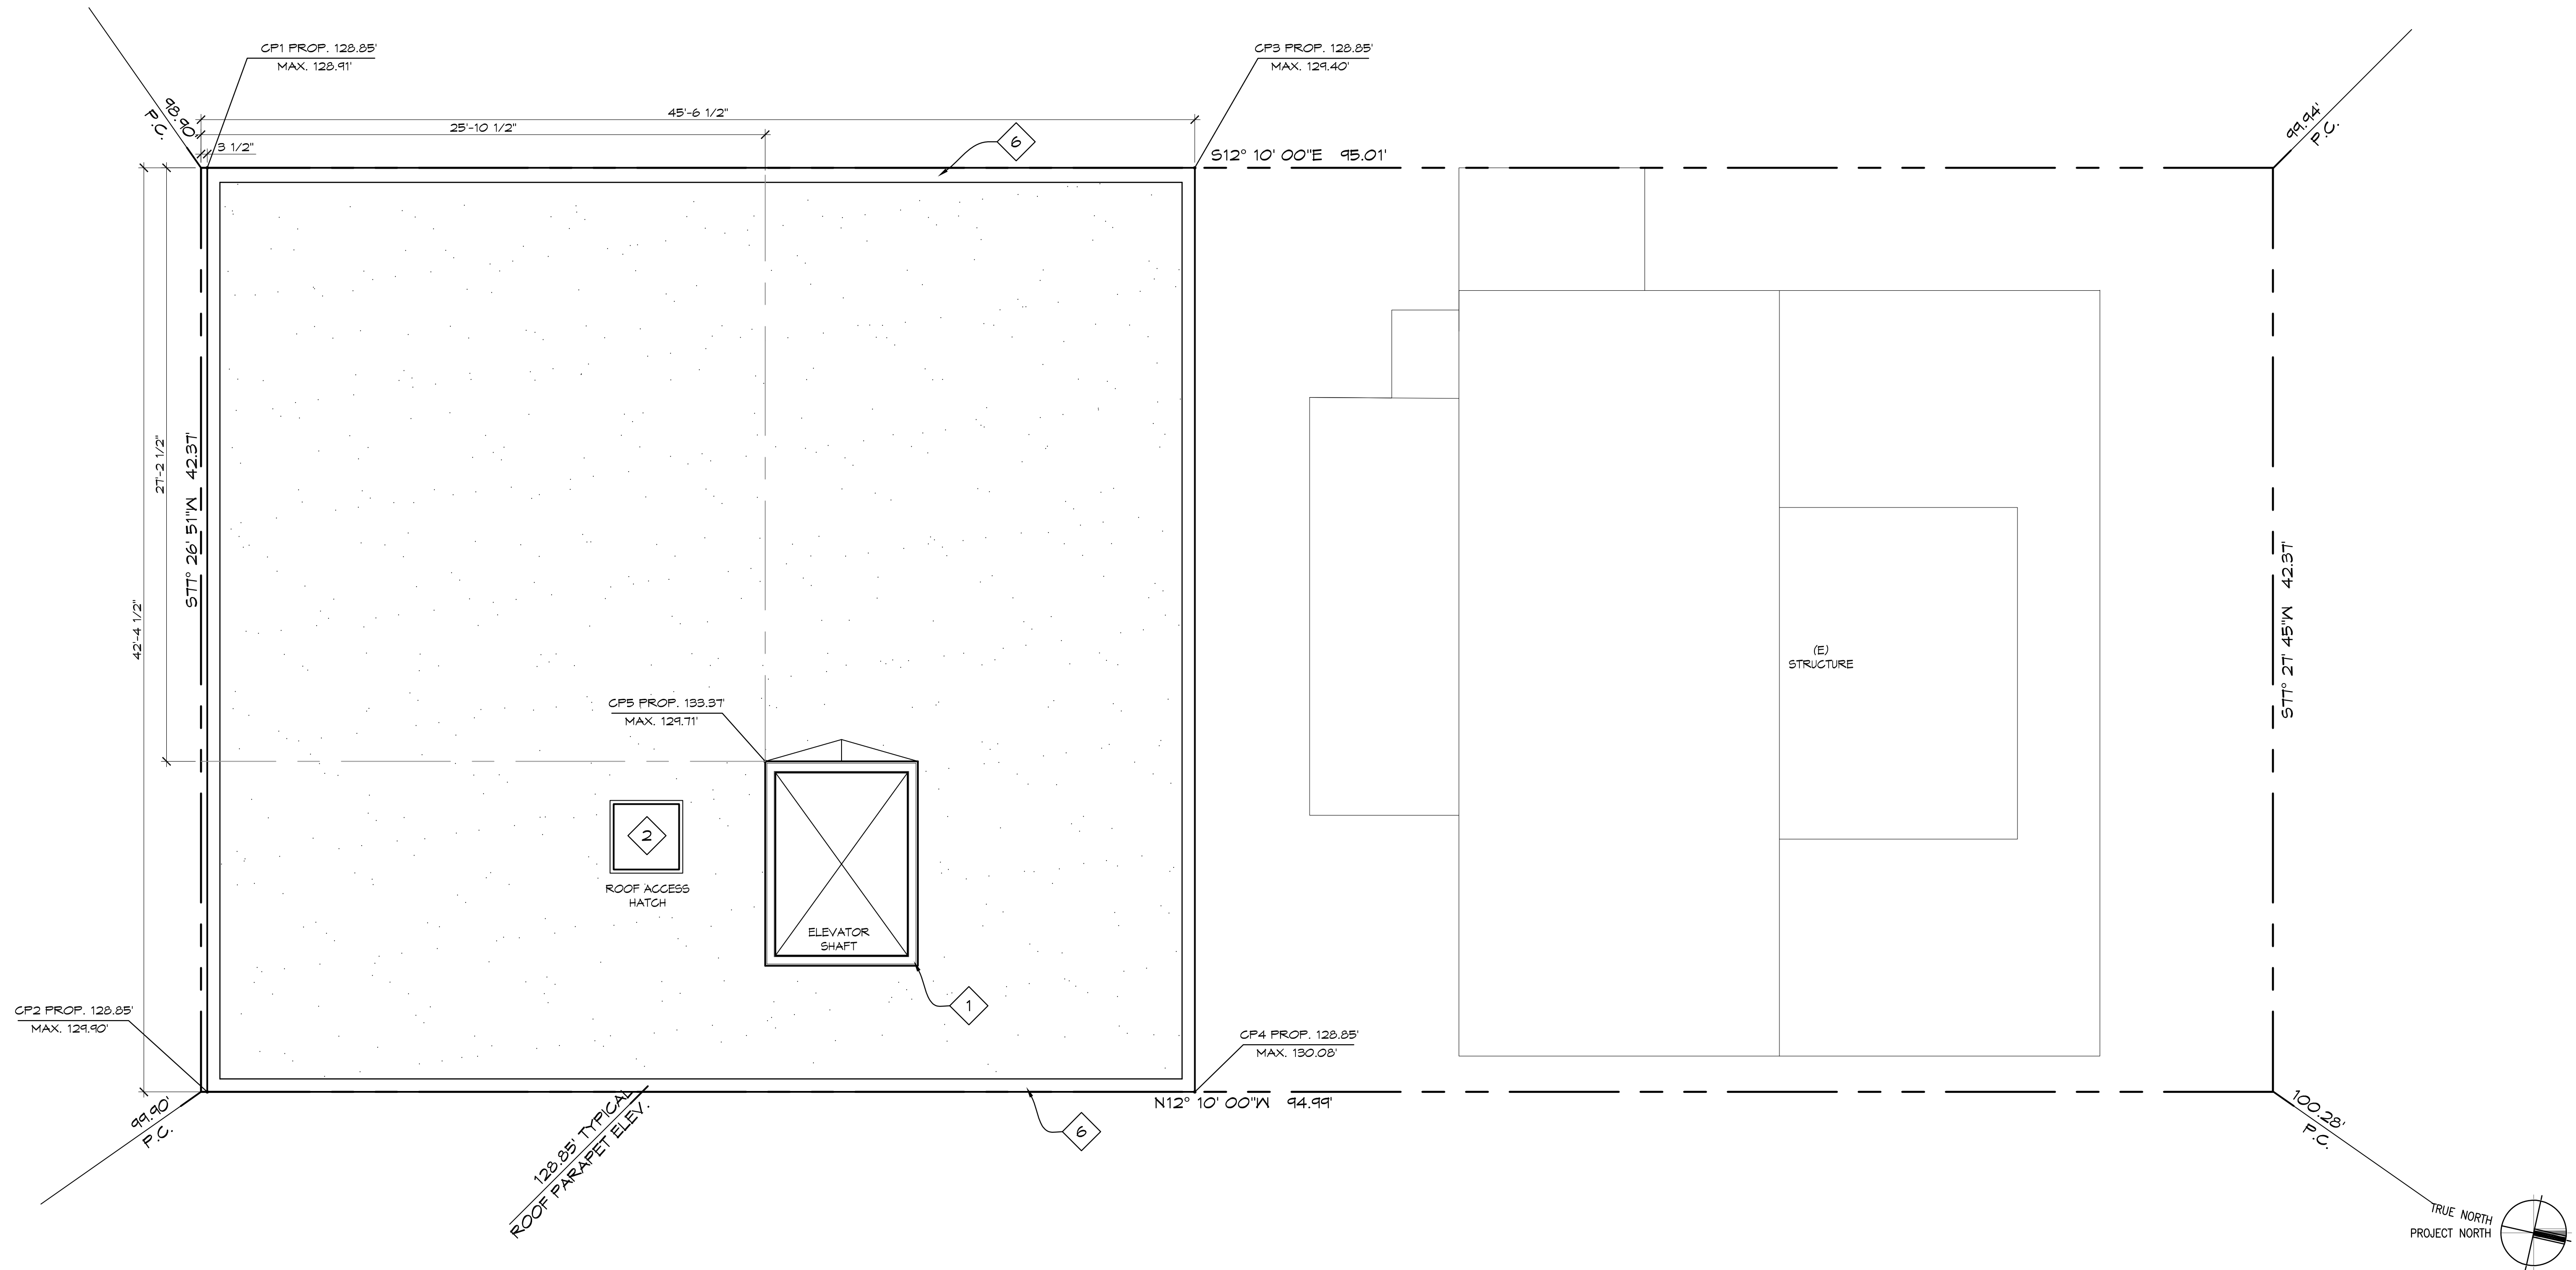 CP1 PROP. 128.85'
MAX. 128.91'
CP3 PROP. 128.85'
MAX. 129.40'
98.90'
P.C.
99.94'
P.C.
45'-6 1/2"
25'-10 1/2"
3 1/2"
6
S12° 10' 00"E 95.01'
27'-2 1/2"
42'-4 1/2"
S77° 26' 51"W 42.37'
S77° 27' 45"W 42.37'
(E)
STRUCTURE
CP5 PROP. 133.37'
MAX. 129.71'
2
ROOF ACCESS
HATCH
ELEVATOR
SHAFT
1
CP2 PROP. 128.85'
MAX. 129.90'
CP4 PROP. 128.85'
MAX. 130.08'
99.90'
P.C.
128.85' TYPICAL
ROOF PARAPET ELEV.
N12° 10' 00"W 94.99'
6
100.28'
P.C.
TRUE NORTH
PROJECT NORTH